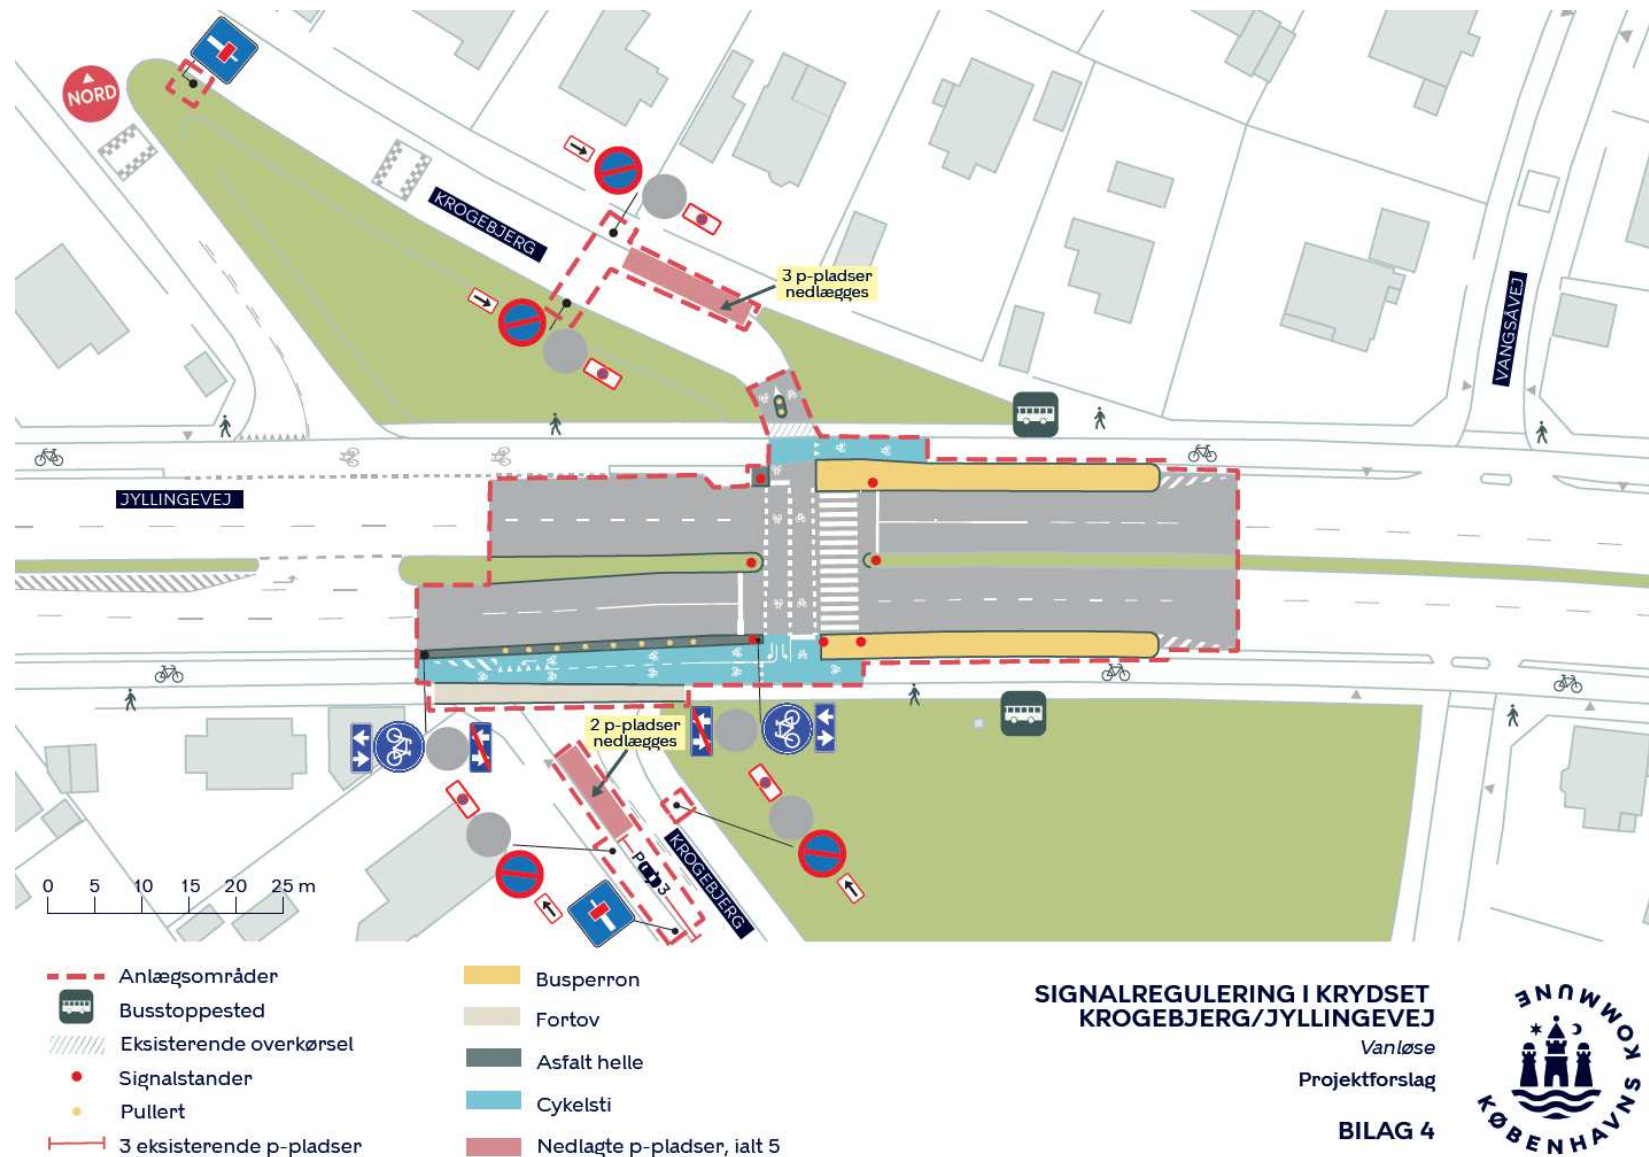 NORD
KROGEBJERG
3 p-pladser
nedlægges
VANGSÅVEJ
JYLLINGEVEJ
2 p-pladser
nedlægges
P 3
KROGEBJERG
0 5 10 15 20 25 m
Anlægsområder
Busstoppested
Eksisterende overkørsel
Signalstander
Pullert
3 eksisterende p-pladser
Busperron
Fortov
Asfalt helle
Cykelsti
Nedlagte p-pladser, ialt 5
SIGNALREGULERING I KRYDSET
KROGEBJERG/JYLLINGEVEJ
Vanløse
Projektforslag
BILAG 4
KØBENHAVNS KOMMUNE